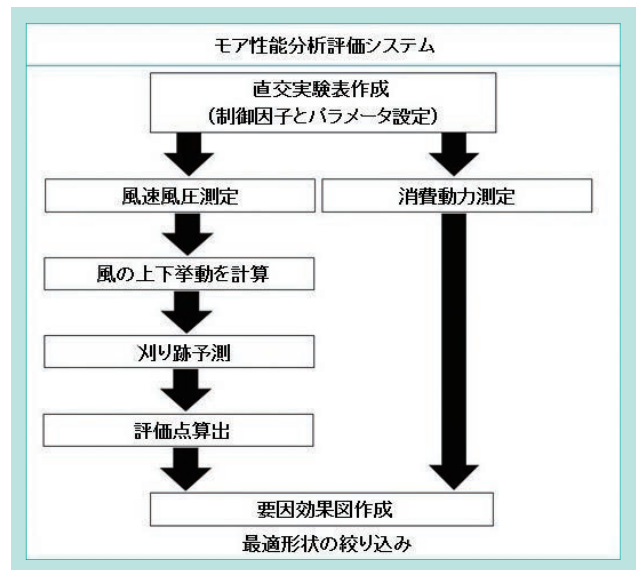 モア性能分析評価システム
直交実験表作成
(制御因子とパラメータ設定)
風速風圧測定
消費動力測定
風の上下挙動を計算
刈り跡予測
評価点算出
要因効果図作成
最適形状の絞り込み